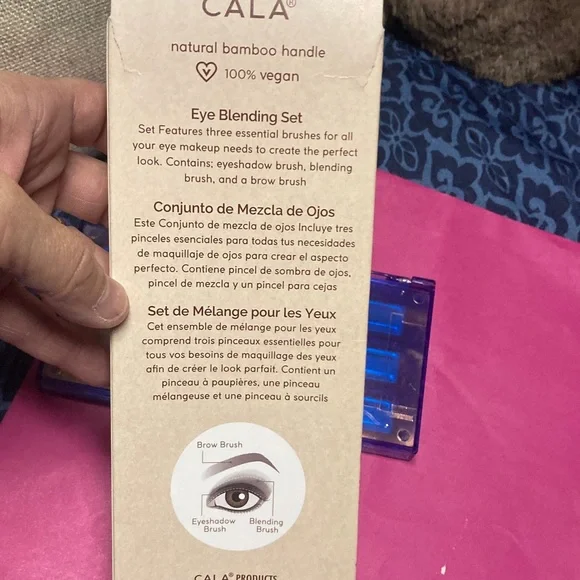 CALA®
natural bamboo handle
100% vegan
Eye Blending Set
Set Features three essential brushes for all
your eye makeup needs to create the perfect
look. Contains; eyeshadow brush, blending
brush, and a brow brush
Conjunto de Mezcla de Ojos
Este Conjunto de mezcla de ojos Incluye tres
pinceles esenciales para todas tus necesidades
de maquillaje de ojos para crear el aspecto
perfecto. Contiene pincel de sombra de ojos,
pincel de mezcla y un pincel para cejas
Set de Mélange pour les Yeux
Cet ensemble de mélange pour les yeux
comprend trois pinceaux essentielles pour
tous vos besoins de maquillage des yeux
afin de créer le look parfait. Contient un
pinceau à paupières, une pinceau
mélangeuse et une pinceau à sourcils
Brow Brush
Eyeshadow Brush
Blending Brush
CALA® PRODUCTS